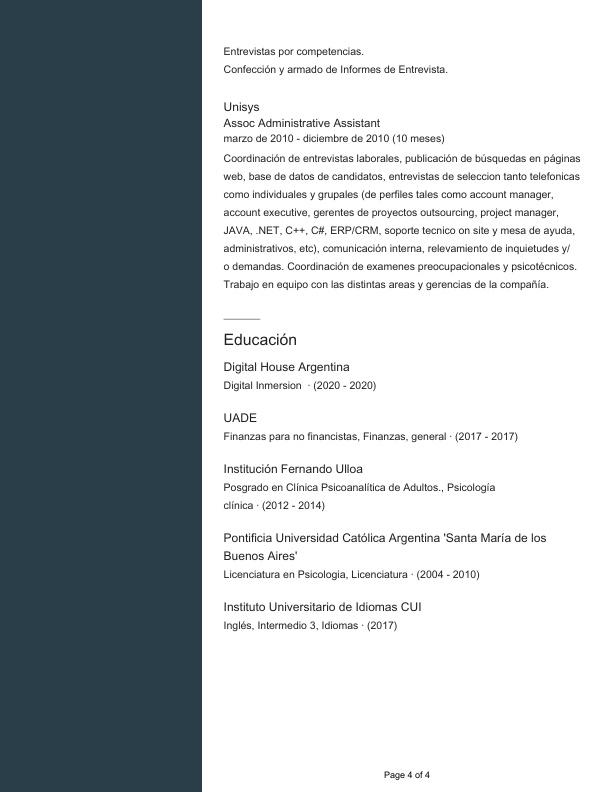 Entrevistas por competencias.
Confección y armado de Informes de Entrevista.
Unisys
Assoc Administrative Assistant
marzo de 2010 - diciembre de 2010 (10 meses)
Coordinación de entrevistas laborales, publicación de búsquedas en páginas
web, base de datos de candidatos, entrevistas de seleccion tanto telefonicas
como individuales y grupales (de perfiles tales como account manager,
account executive, gerentes de proyectos outsourcing, project manager,
JAVA, .NET, C++, C#, ERP/CRM, soporte tecnico on site y mesa de ayuda,
administrativos, etc), comunicación interna, relevamiento de inquietudes y/
o demandas. Coordinación de examenes preocupacionales y psicotécnicos.
Trabajo en equipo con las distintas areas y gerencias de la compañía.
Educación
Digital House Argentina
Digital Inmersion · (2020 - 2020)
UADE
Finanzas para no financistas, Finanzas, general · (2017 - 2017)
Institución Fernando Ulloa
Posgrado en Clínica Psicoanalítica de Adultos., Psicología
clínica · (2012 - 2014)
Pontificia Universidad Católica Argentina 'Santa María de los
Buenos Aires'
Licenciatura en Psicologia, Licenciatura · (2004 - 2010)
Instituto Universitario de Idiomas CUI
Inglés, Intermedio 3, Idiomas · (2017)
Page 4 of 4